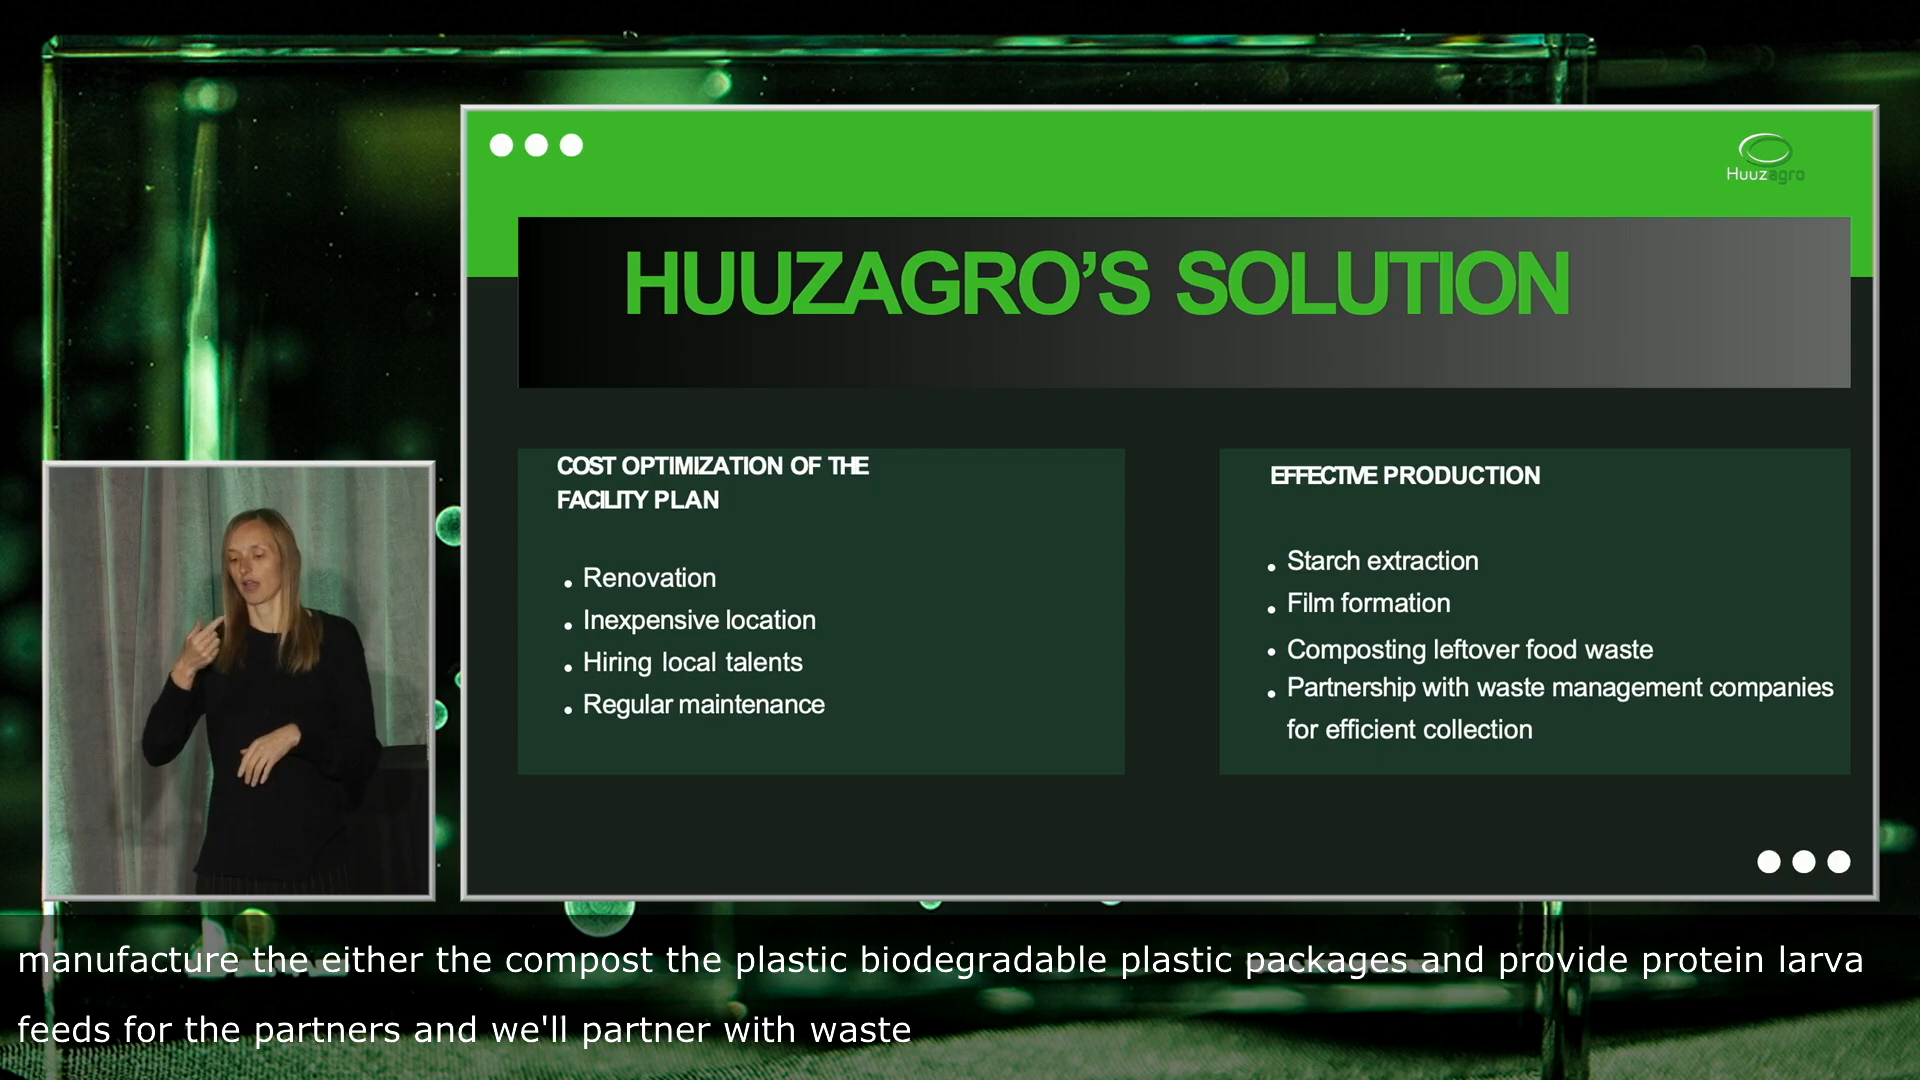 Huuzagro
HUUZAGRO’S SOLUTION
COST OPTIMIZATION OF THE
FACILITY PLAN
• Renovation
• Inexpensive location
• Hiring local talents
• Regular maintenance
EFFECTIVE PRODUCTION
• Starch extraction
• Film formation
• Composting leftover food waste
• Partnership with waste management companies
for efficient collection
manufacture the either the compost the plastic biodegradable plastic packages and provide protein larva
feeds for the partners and we'll partner with waste